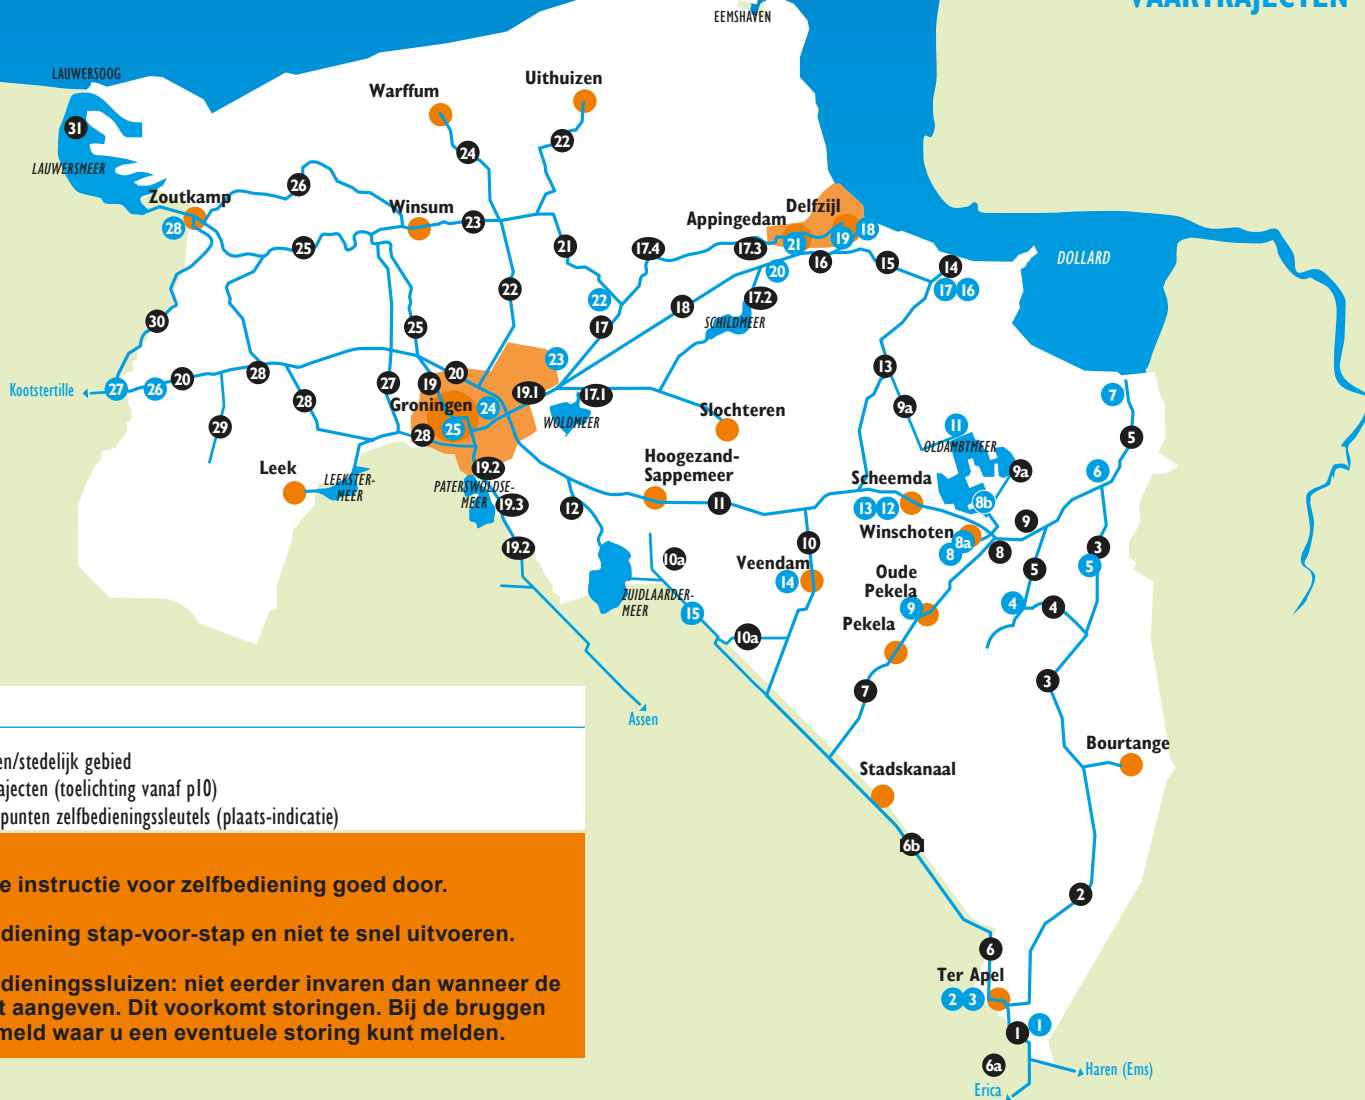 VAARTRAJECTEN
EEMSHAVEN
LAUWERSOOG
Uithuizen
Warffum
31
22
24
LAUWERSMEER
26
Zoutkamp
Winsum
Delfzijl
Appingedam
28
23
18
19
21
25
21
17.4
17.3
16
15
14
DOLLARD
20
22
17.2
17 16
22
18
SCHILDMEER
30
25
17
23
13
Kootstertille
27
26
20
28
27
19
20
19.1
17.1
7
28
Groningen
24
WOLDMEER
Slochteren
9a
29
28
25
11
5
OLDAMBTMEER
Hoogezand-
Sappemeer
Leek
LEEKSTER-
MEER
19.2
PATERSWOLDSE-
MEER
19.3
12
11
Scheemda
9a
6
13 12
8b
9
Winschoten
8a
8
8
19.2
10
10a
Veendam
14
Oude
Pekela
5
3
5
ZUIDLAARDER-
MEER
15
9
4
4
Pekela
10a
7
3
Assen
Bourtange
en/stedelijk gebied
ajecten (toelichting vanaf p10)
punten zelfbedieningssleutels (plaats-indicatie)
Stadskanaal
6b
e instructie voor zelfbediening goed door.
2
diening stap-voor-stap en niet te snel uitvoeren.
6
dieningssluizen: niet eerder invaren dan wanneer de
t aangeven. Dit voorkomt storingen. Bij de bruggen
meld waar u een eventuele storing kunt melden.
Ter Apel
2 3
1
1
6a
Haren (Ems)
Erica